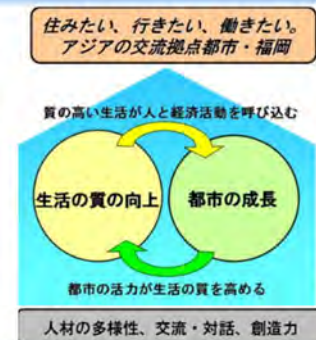 住みたい、行きたい、働きたい。
アジアの交流拠点都市・福岡
質の高い生活が人と経済活動を呼び込む
生活の質の向上
都市の成長
都市の活力が生活の質を高める
人材の多様性、交流・対話、創造力